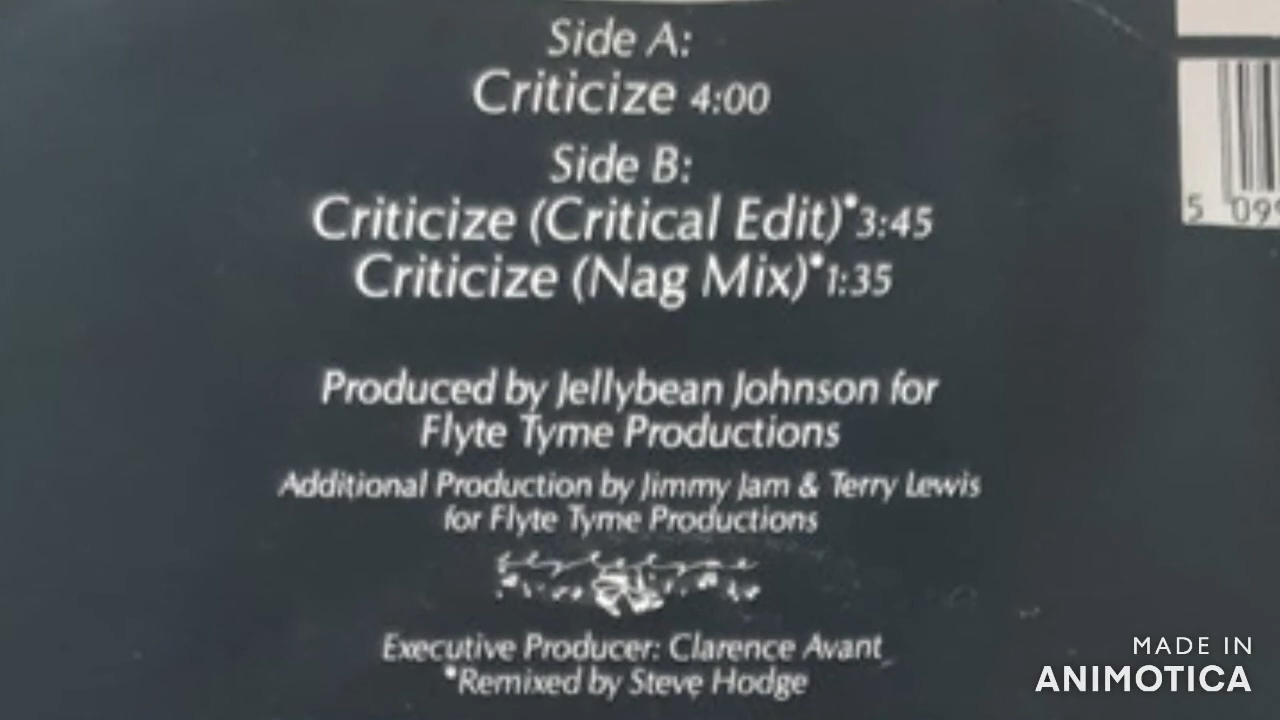 Side A:
Criticize 4:00
Side B:
Criticize (Critical Edit)*3:45
Criticize (Nag Mix)*1:35
Produced by Jellybean Johnson for
Flyte Tyme Productions
Additional Production by Jimmy Jam & Terry Lewis
for Flyte Tyme Productions
Executive Producer: Clarence Avant
*Remixed by Steve Hodge
5 099
MADE IN
ANIMOTICA